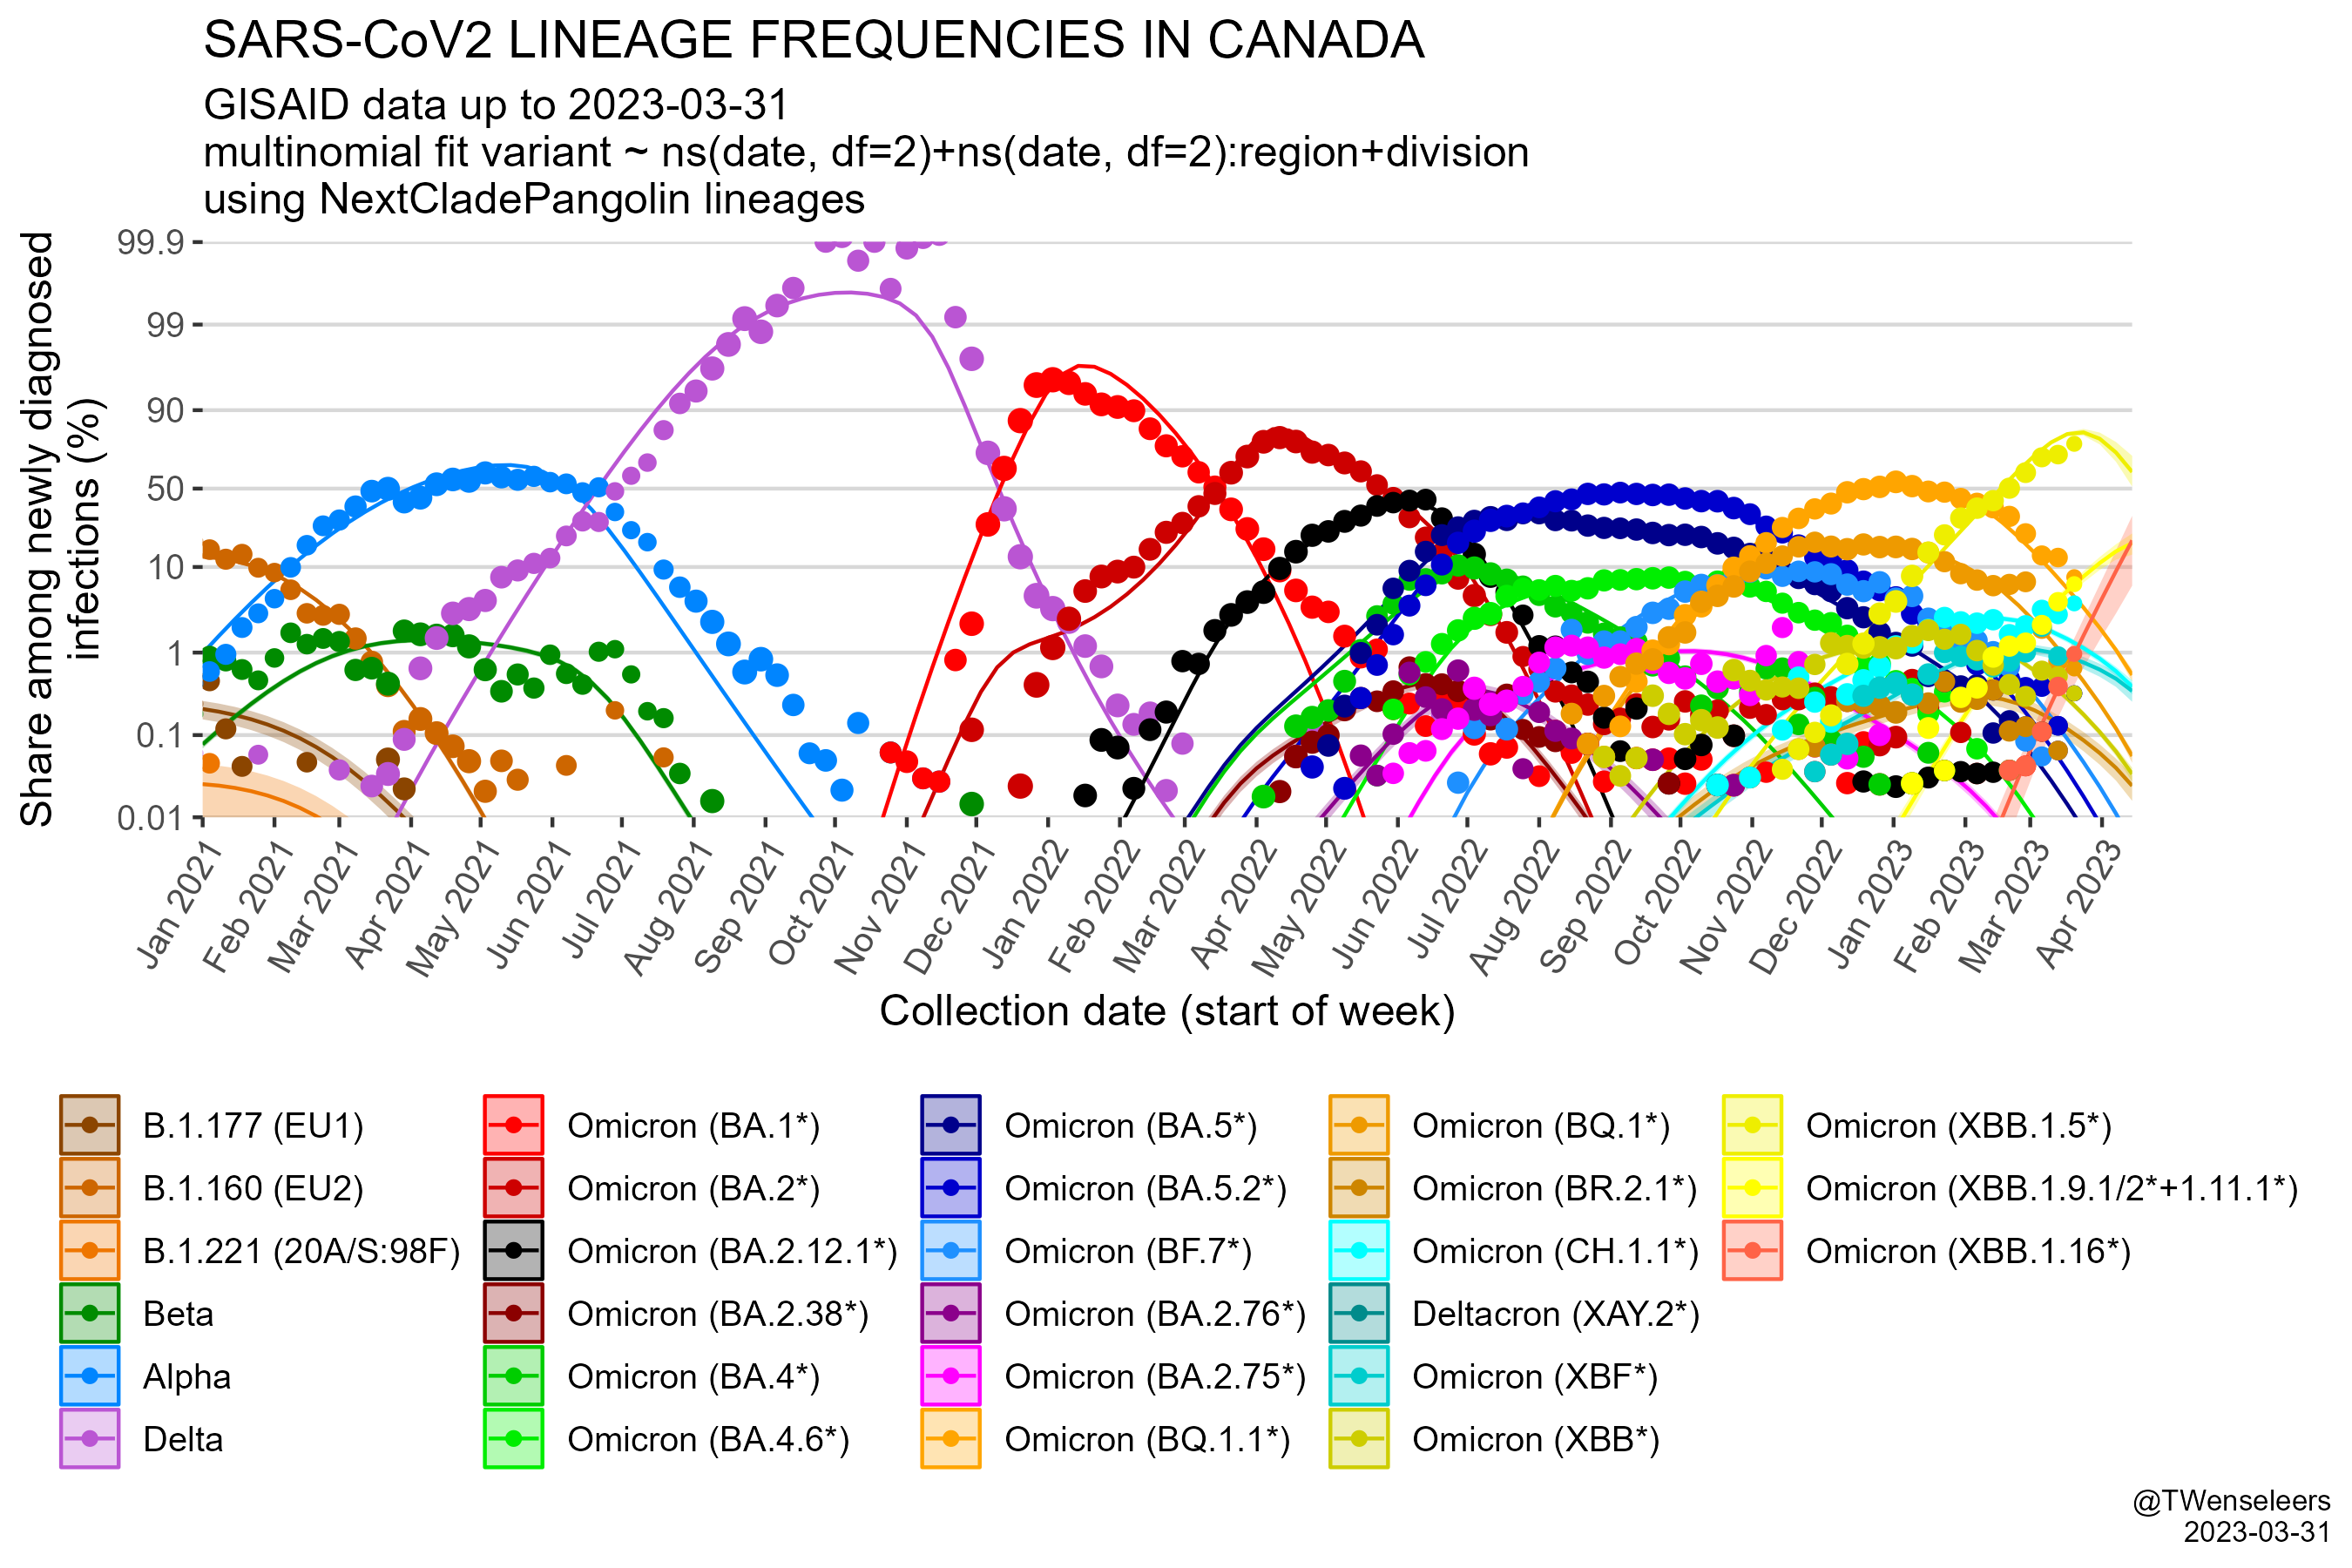 SARS-CoV2 LINEAGE FREQUENCIES IN CANADA
GISAID data up to 2023-03-31
multinomial fit variant ~ ns(date, df=2)+ns(date, df=2):region+division
using NextCladePangolin lineages
Share among newly diagnosed
infections (%)
99.9
99
90
50
10
1
0.1
0.01
Jan 2021
Feb 2021
Mar 2021
Apr 2021
May 2021
Jun 2021
Jul 2021
Aug 2021
Sep 2021
Oct 2021
Nov 2021
Dec 2021
Jan 2022
Feb 2022
Mar 2022
Apr 2022
May 2022
Jun 2022
Jul 2022
Aug 2022
Sep 2022
Oct 2022
Nov 2022
Dec 2022
Jan 2023
Feb 2023
Mar 2023
Apr 2023
Collection date (start of week)
B.1.177 (EU1)
B.1.160 (EU2)
B.1.221 (20A/S:98F)
Beta
Alpha
Delta
Omicron (BA.1*)
Omicron (BA.2*)
Omicron (BA.2.12.1*)
Omicron (BA.2.38*)
Omicron (BA.4*)
Omicron (BA.4.6*)
Omicron (BA.5*)
Omicron (BA.5.2*)
Omicron (BF.7*)
Omicron (BA.2.76*)
Omicron (BA.2.75*)
Omicron (BQ.1.1*)
Omicron (BQ.1*)
Omicron (BR.2.1*)
Omicron (CH.1.1*)
Deltacron (XAY.2*)
Omicron (XBF*)
Omicron (XBB*)
Omicron (XBB.1.5*)
Omicron (XBB.1.9.1/2*+1.11.1*)
Omicron (XBB.1.16*)
@TWenseleers
2023-03-31